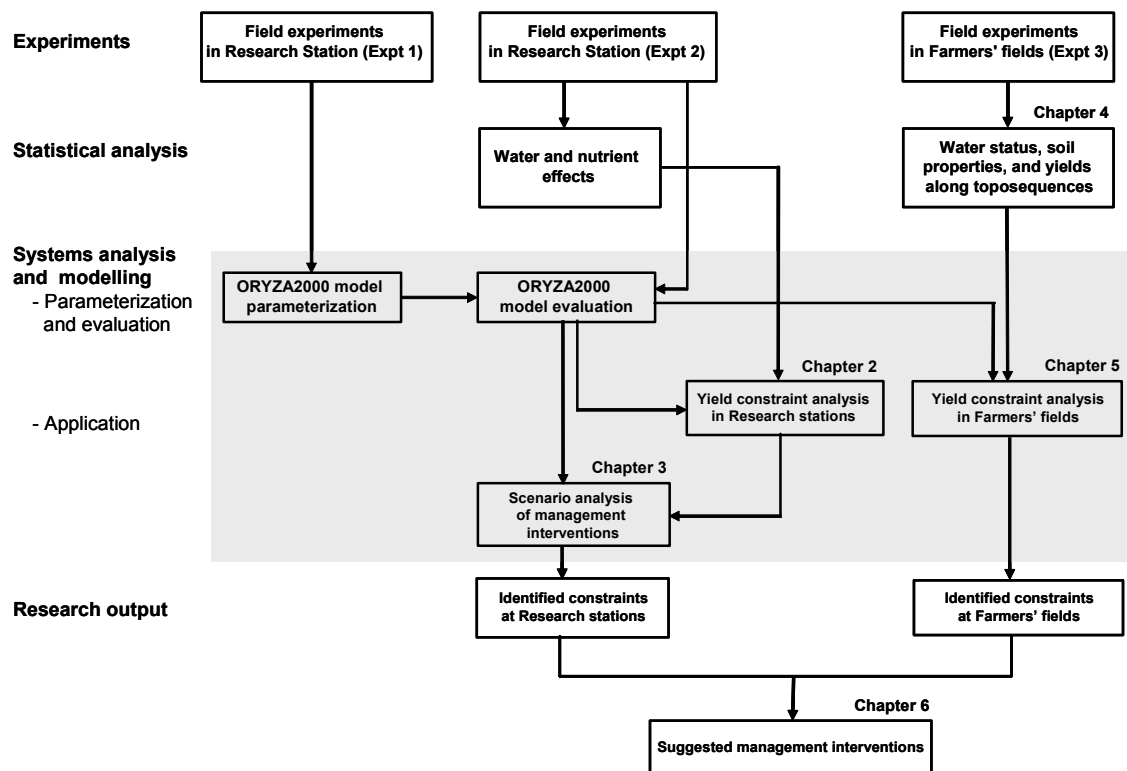 Experiments
Field experiments
in Research Station (Expt 1)
Field experiments
in Research Station (Expt 2)
Field experiments
in Farmers' fields (Expt 3)
Chapter 4
Statistical analysis
Water and nutrient
effects
Water status, soil
properties, and yields
along toposequences
Systems analysis
and modelling
- Parameterization
and evaluation
ORYZA2000 model
parameterization
ORYZA2000
model evaluation
Chapter 2
Chapter 5
- Application
Yield constraint analysis
in Research stations
Yield constraint analysis
in Farmers' fields
Chapter 3
Scenario analysis
of management
interventions
Research output
Identified constraints
at Research stations
Identified constraints
at Farmers' fields
Chapter 6
Suggested management interventions